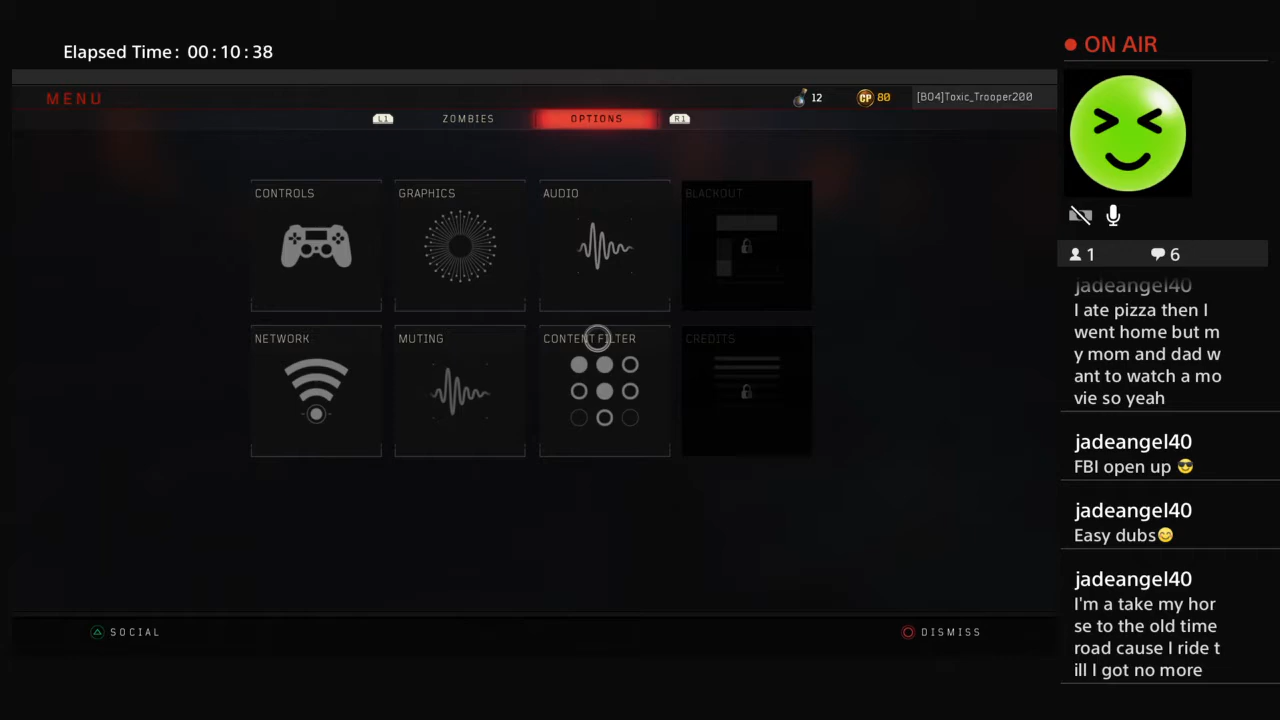 Elapsed Time: 00:10:38
ON AIR
MENU
12
CP 80
[BO4]Toxic_Trooper200
L1
ZOMBIES
OPTIONS
R1
CONTROLS
GRAPHICS
AUDIO
BLACKOUT
NETWORK
MUTING
CONTENT FILTER
CREDITS
SOCIAL
DISMISS
1
6
jadeangel40
I ate pizza then I
went home but m
y mom and dad w
ant to watch a mo
vie so yeah
jadeangel40
FBI open up 😎
jadeangel40
Easy dubs😊
jadeangel40
I'm a take my hor
se to the old time
road cause I ride t
ill I got no more